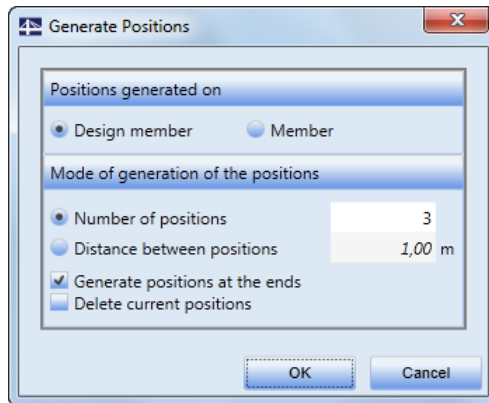 Generate Positions
Positions generated on
Design member Member
Mode of generation of the positions
Number of positions 3
Distance between positions 1,00 m
Generate positions at the ends
Delete current positions
OK Cancel